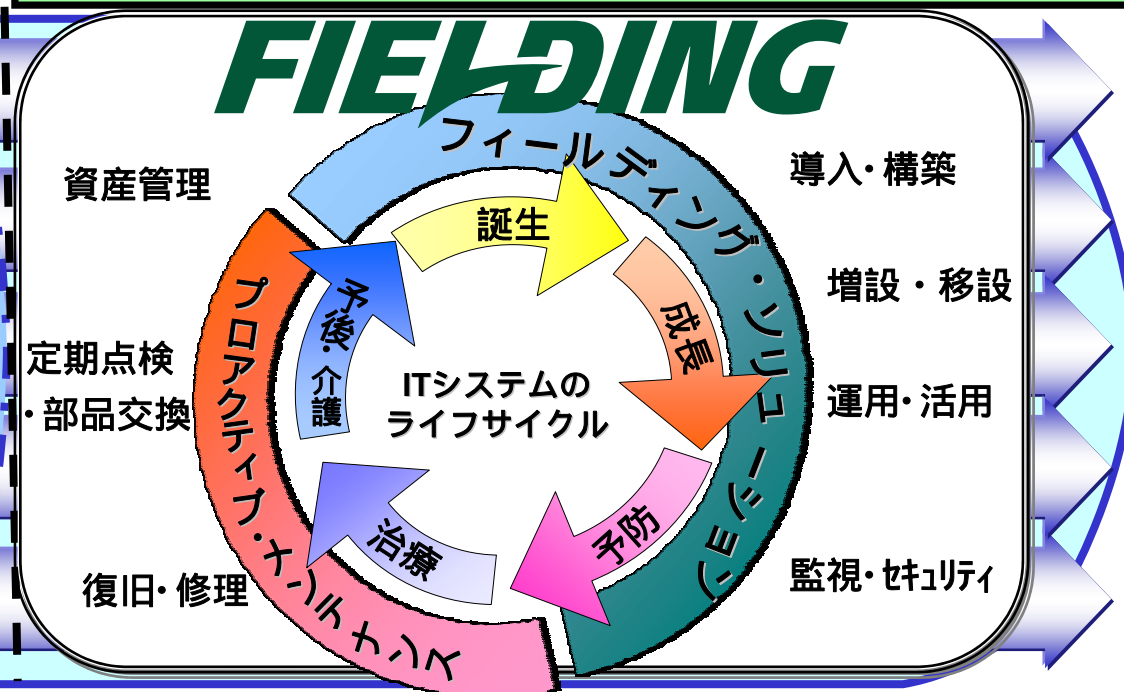 FIELDING
フィールディング・ソリューション
資産管理
導入・構築
誕生
増設・移設
予後・介護
成長
定期点検
・部品交換
ITシステムの
ライフサイクル
運用・活用
プロアクティブ・メンテナンス
治療
予防
復旧・修理
監視・セキュリティ